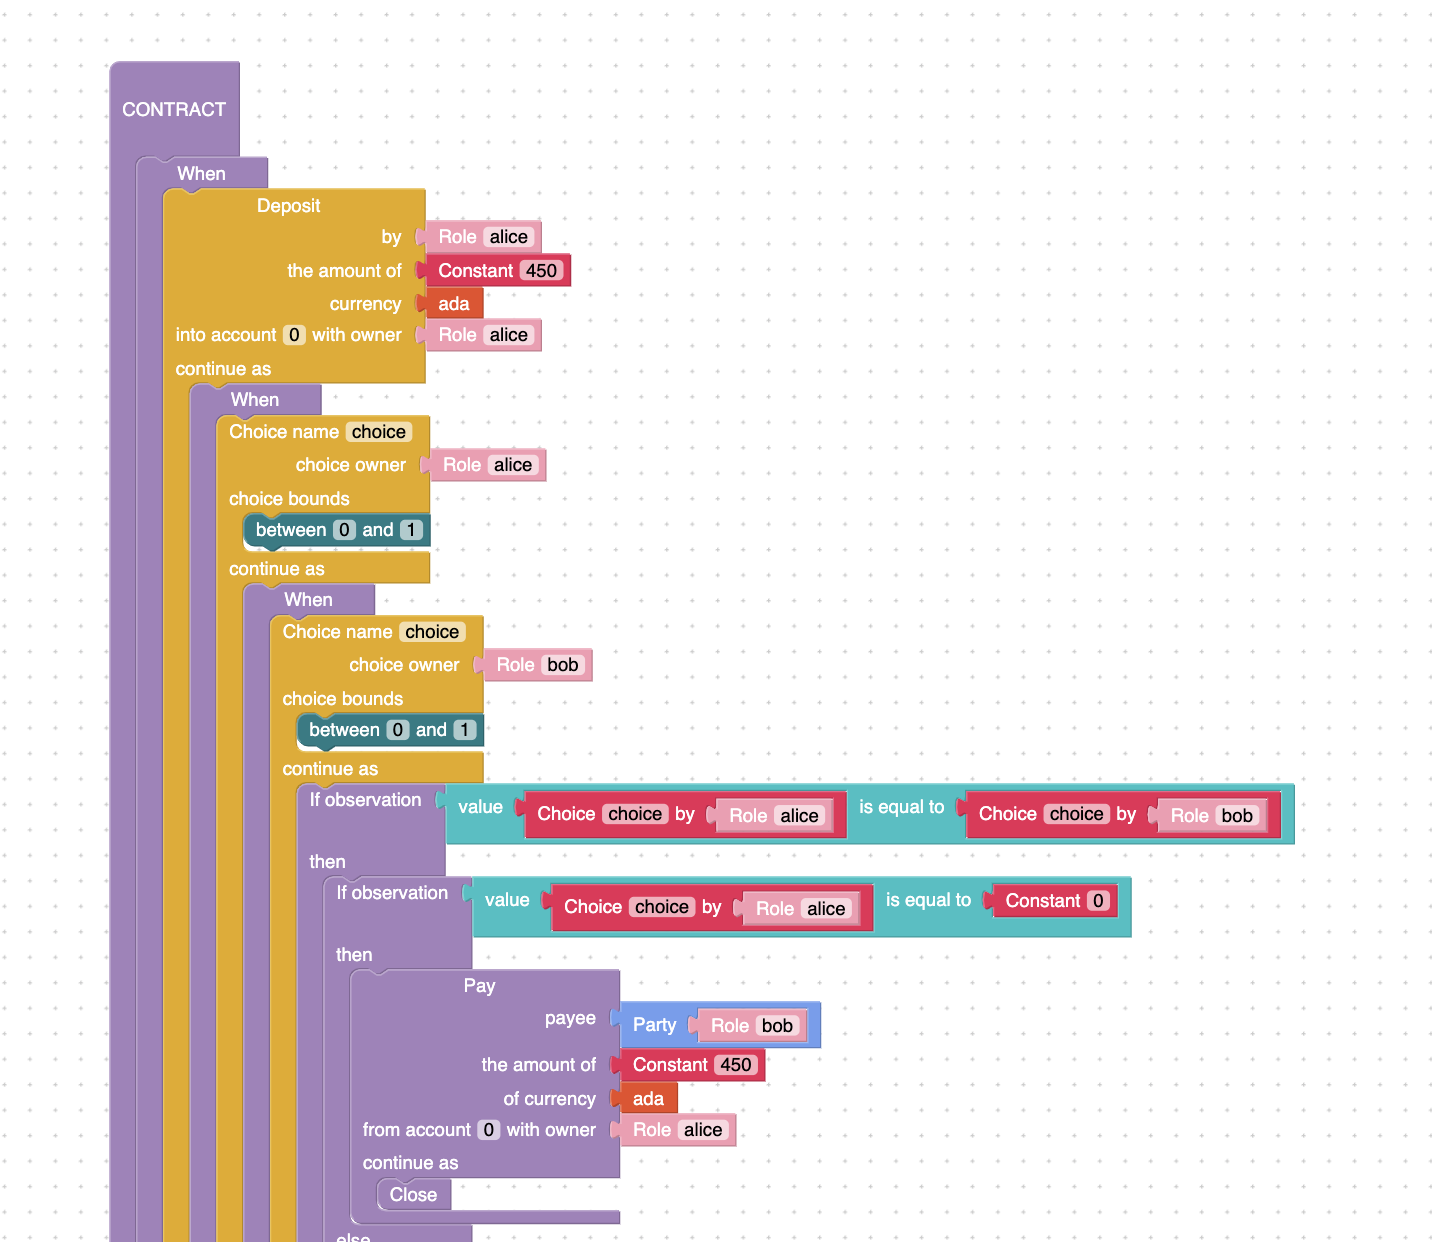 CONTRACT
When
Deposit
by Role alice
the amount of Constant 450
currency ada
into account 0 with owner Role alice
continue as
When
Choice name choice
choice owner Role alice
choice bounds
between 0 and 1
continue as
When
Choice name choice
choice owner Role bob
choice bounds
between 0 and 1
continue as
If observation value Choice choice by Role alice is equal to Choice choice by Role bob
then
If observation value Choice choice by Role alice is equal to Constant 0
then
Pay
payee Party Role bob
the amount of Constant 450
of currency ada
from account 0 with owner Role alice
continue as
Close
else